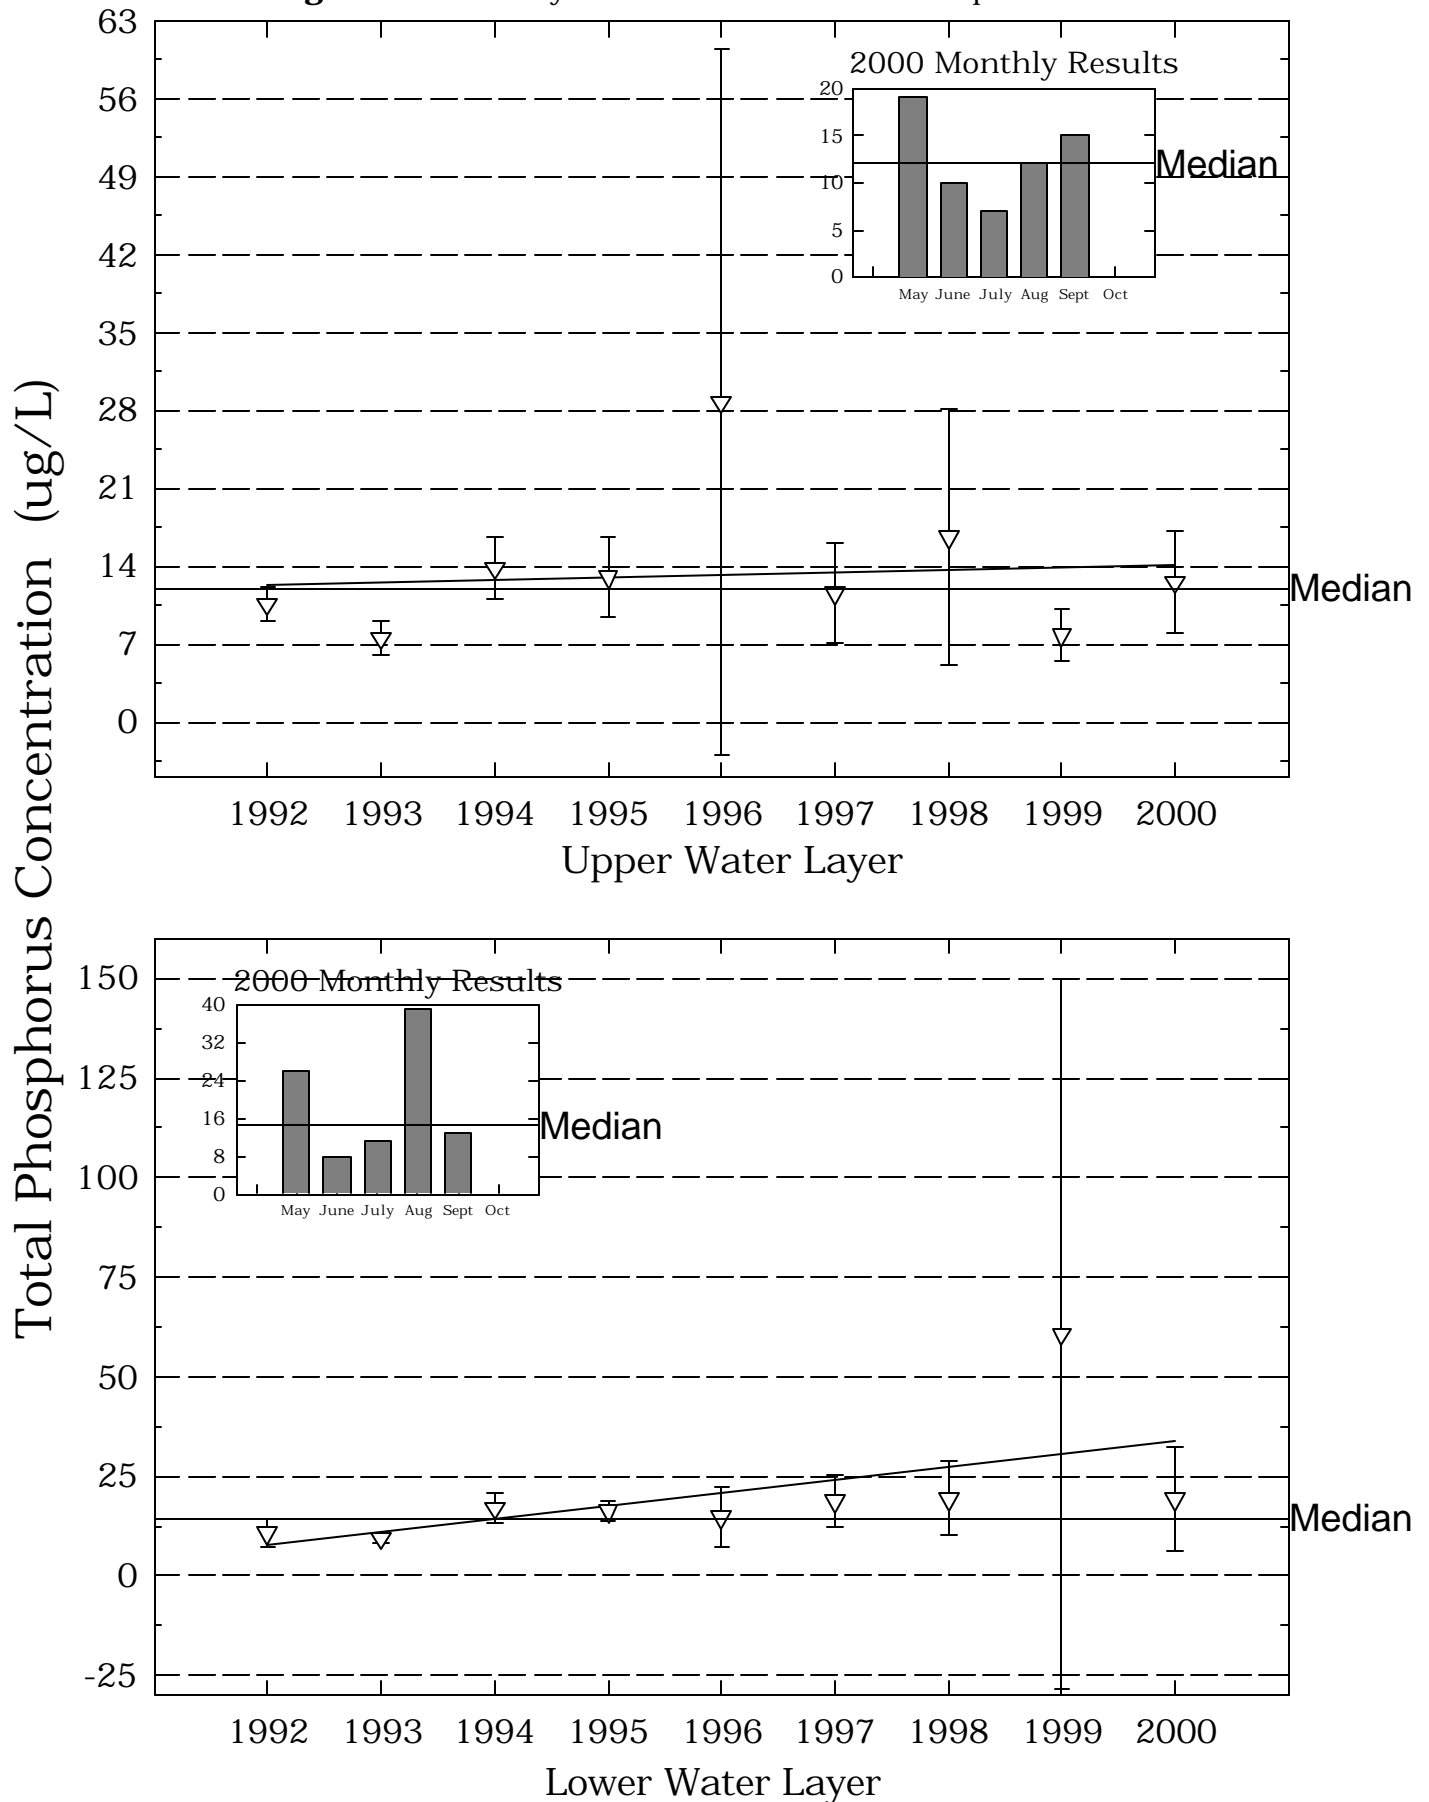 63
56
49
42
35
28
21
14
7
0
2000 Monthly Results
20
15
10
5
0
May June July Aug Sept Oct
Median
Median
1992 1993 1994 1995 1996 1997 1998 1999 2000
Upper Water Layer
Total Phosphorus Concentration (ug/L)
150
125
100
75
50
25
0
-25
2000 Monthly Results
40
32
24
16
8
0
May June July Aug Sept Oct
Median
Median
1992 1993 1994 1995 1996 1997 1998 1999 2000
Lower Water Layer